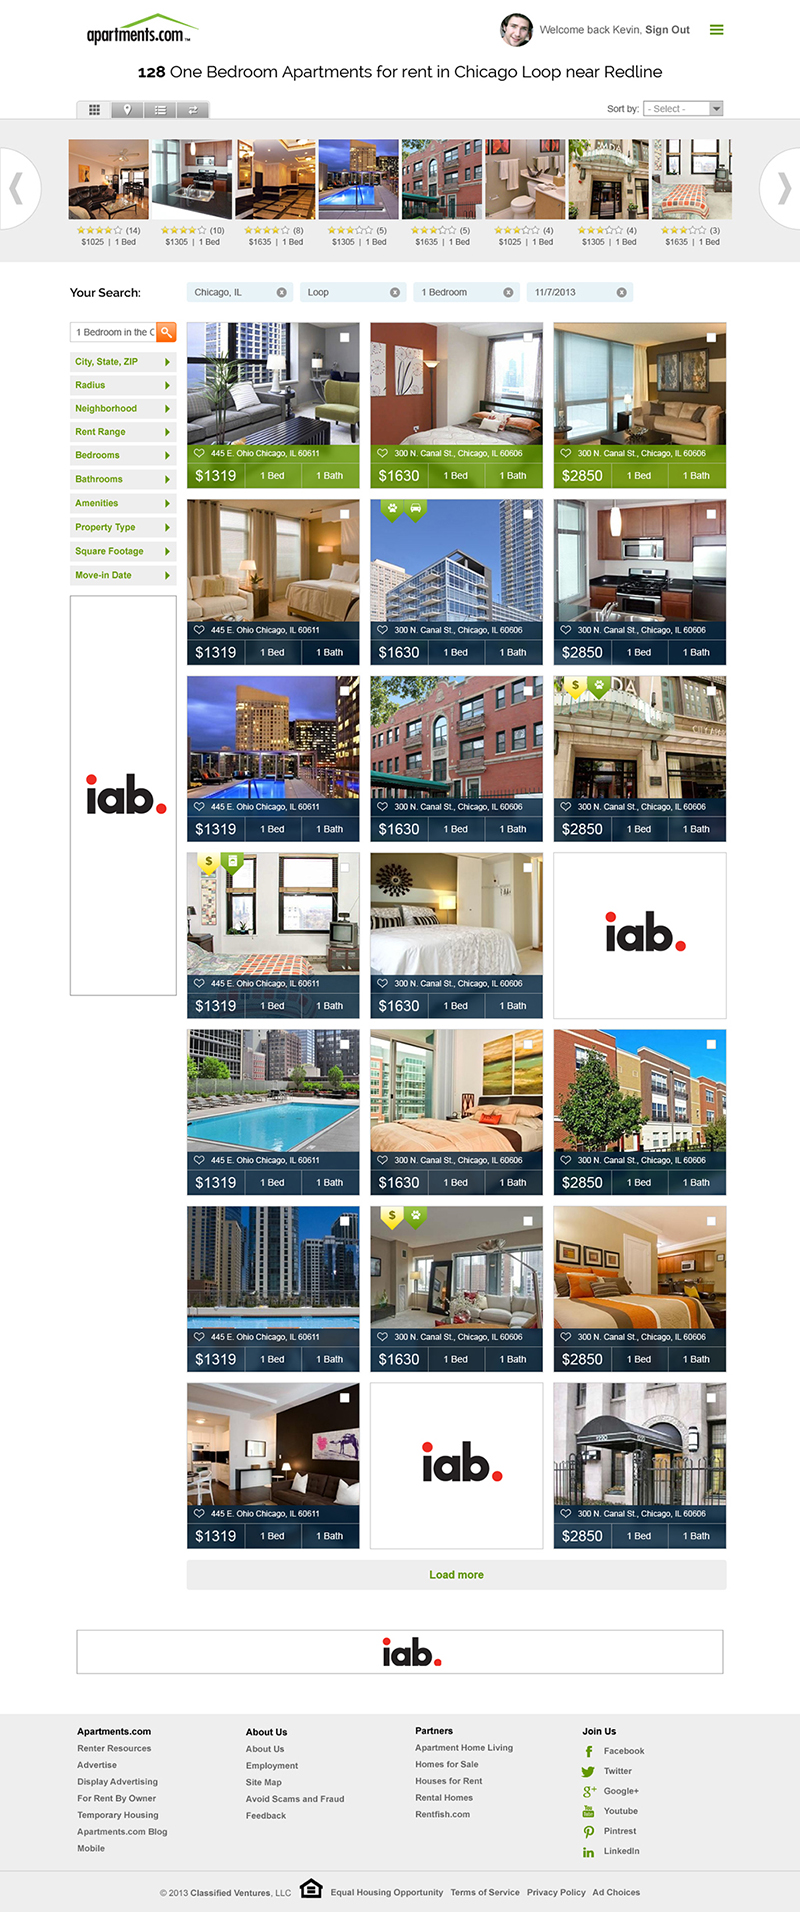 apartments.com™
Welcome back Kevin, Sign Out
128 One Bedroom Apartments for rent in Chicago Loop near Redline
Sort by: - Select -
(14) (10) (8) (5) (5) (4) (4) (3)
$1025 | 1 Bed $1305 | 1 Bed $1635 | 1 Bed $1305 | 1 Bed $1635 | 1 Bed $1025 | 1 Bed $1305 | 1 Bed $1635 | 1 Bed
Your Search: Chicago, IL Loop 1 Bedroom 11/7/2013
1 Bedroom in the C
City, State, ZIP
Radius
Neighborhood
Rent Range
Bedrooms
Bathrooms
Amenities
Property Type
Square Footage
Move-in Date
iab.
445 E. Ohio Chicago, IL 60611 300 N. Canal St., Chicago, IL 60606 300 N. Canal St., Chicago, IL 60606
$1319 1 Bed 1 Bath $1630 1 Bed 1 Bath $2850 1 Bed 1 Bath
445 E. Ohio Chicago, IL 60611 300 N. Canal St., Chicago, IL 60606 300 N. Canal St., Chicago, IL 60606
$1319 1 Bed 1 Bath $1630 1 Bed 1 Bath $2850 1 Bed 1 Bath
$ DA
445 E. Ohio Chicago, IL 60611 300 N. Canal St., Chicago, IL 60606 300 N. Canal St., Chicago, IL 60606
$1319 1 Bed 1 Bath $1630 1 Bed 1 Bath $2850 1 Bed 1 Bath
$
iab.
445 E. Ohio Chicago, IL 60611 300 N. Canal St., Chicago, IL 60606
$1319 1 Bed 1 Bath $1630 1 Bed 1 Bath
445 E. Ohio Chicago, IL 60611 300 N. Canal St., Chicago, IL 60606 300 N. Canal St., Chicago, IL 60606
$1319 1 Bed 1 Bath $1630 1 Bed 1 Bath $2850 1 Bed 1 Bath
$
445 E. Ohio Chicago, IL 60611 300 N. Canal St., Chicago, IL 60606 300 N. Canal St., Chicago, IL 60606
$1319 1 Bed 1 Bath $1630 1 Bed 1 Bath $2850 1 Bed 1 Bath
iab.
445 E. Ohio Chicago, IL 60611 300 N. Canal St., Chicago, IL 60606
$1319 1 Bed 1 Bath $2850 1 Bed 1 Bath
Load more
iab.
Apartments.com
Renter Resources
Advertise
Display Advertising
For Rent By Owner
Temporary Housing
Apartments.com Blog
Mobile
About Us
About Us
Employment
Site Map
Avoid Scams and Fraud
Feedback
Partners
Apartment Home Living
Homes for Sale
Houses for Rent
Rental Homes
Rentfish.com
Join Us
Facebook
Twitter
Google+
Youtube
Pintrest
LinkedIn
© 2013 Classified Ventures, LLC Equal Housing Opportunity Terms of Service Privacy Policy Ad Choices